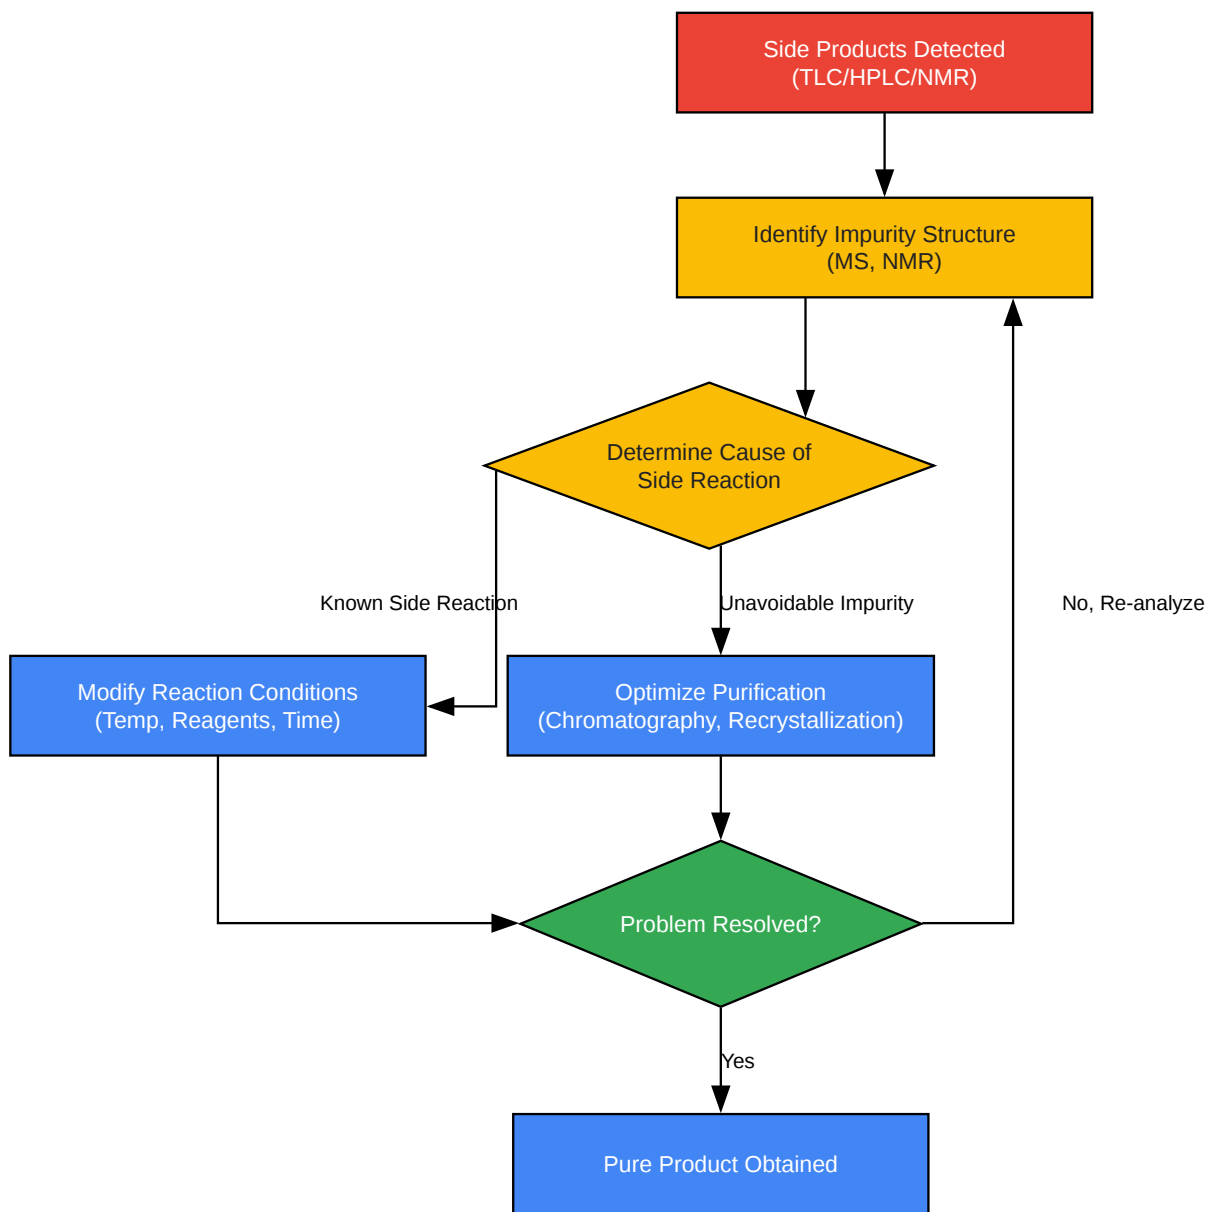 Side Products Detected
(TLC/HPLC/NMR)
Identify Impurity Structure
(MS, NMR)
Determine Cause of
Side Reaction
Known Side Reaction
Unavoidable Impurity
No, Re-analyze
Modify Reaction Conditions
(Temp, Reagents, Time)
Optimize Purification
(Chromatography, Recrystallization)
Problem Resolved?
Yes
Pure Product Obtained